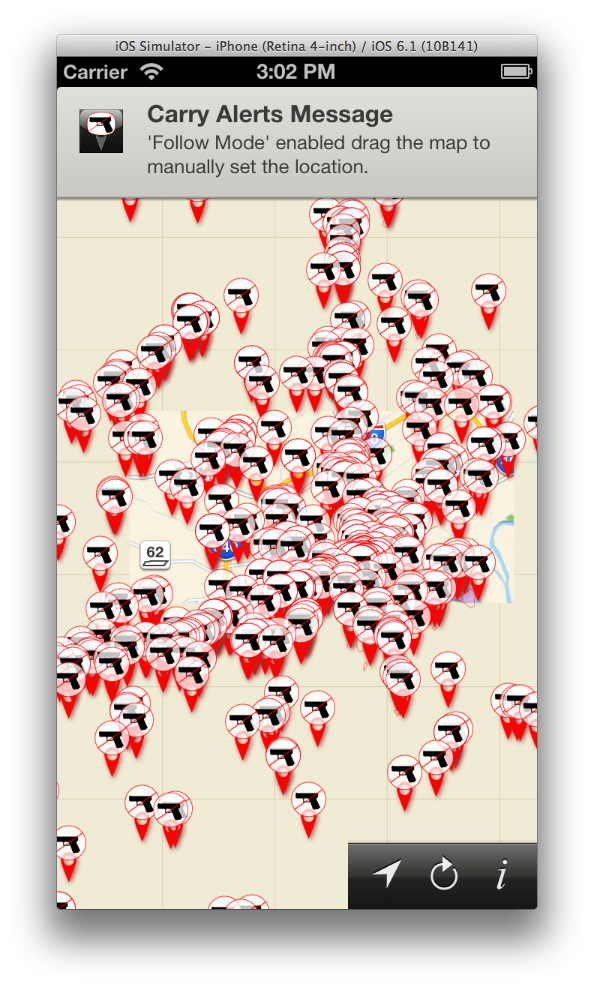 iOS Simulator – iPhone (Retina 4-inch) / iOS 6.1 (10B141)
Carrier 3:02 PM
Carry Alerts Message
'Follow Mode' enabled drag the map to
manually set the location.
62
i